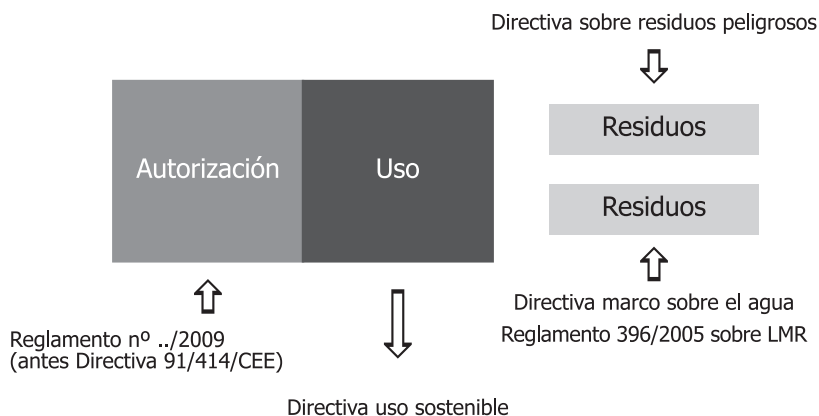 Directiva sobre residuos peligrosos
Autorización
Uso
Residuos
Residuos
Reglamento nº ../2009
(antes Directiva 91/414/CEE)
Directiva marco sobre el agua
Reglamento 396/2005 sobre LMR
Directiva uso sostenible